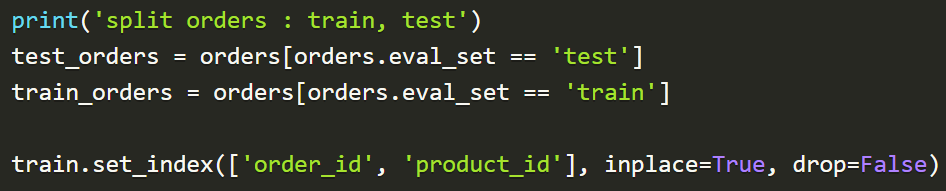 print('split orders : train, test')
test_orders = orders[orders.eval_set == 'test']
train_orders = orders[orders.eval_set == 'train']
train.set_index(['order_id', 'product_id'], inplace=True, drop=False)